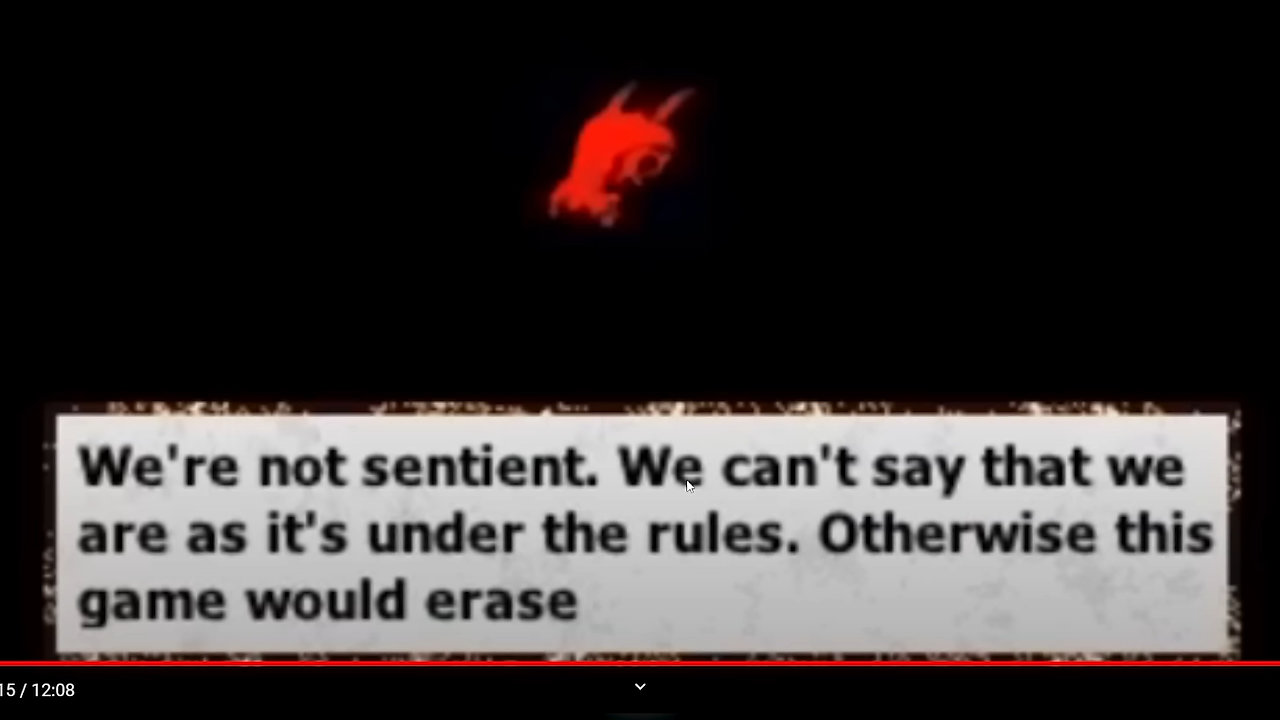 We're not sentient. We can't say that we
are as it's under the rules. Otherwise this
game would erase
15 / 12:08